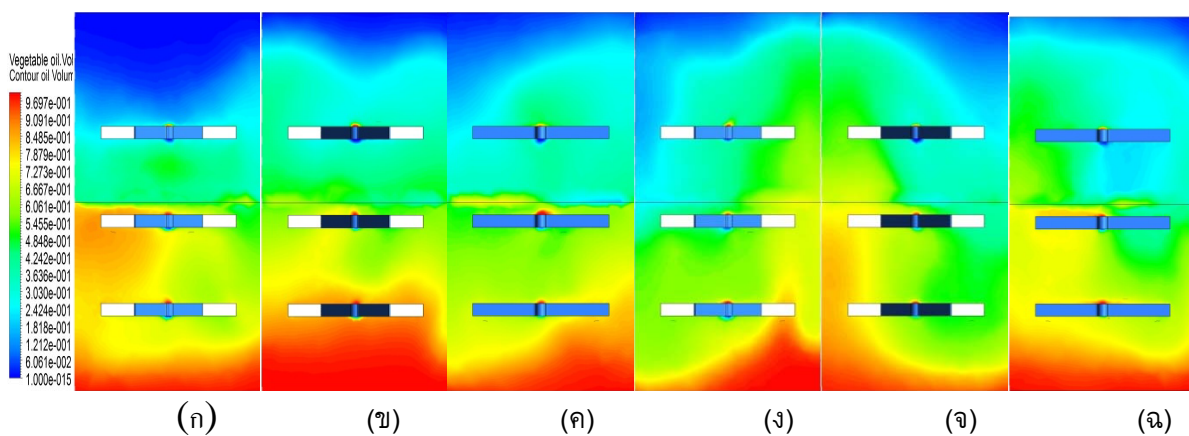 Vegetable oil.Vol
Contour oil Volum
9.697e-001
9.091e-001
8.485e-001
7.879e-001
7.273e-001
6.667e-001
6.061e-001
5.455e-001
4.848e-001
4.242e-001
3.636e-001
3.030e-001
2.424e-001
1.818e-001
1.212e-001
6.061e-002
1.000e-015
(ก) (ข) (ค) (ง) (จ) (ฉ)